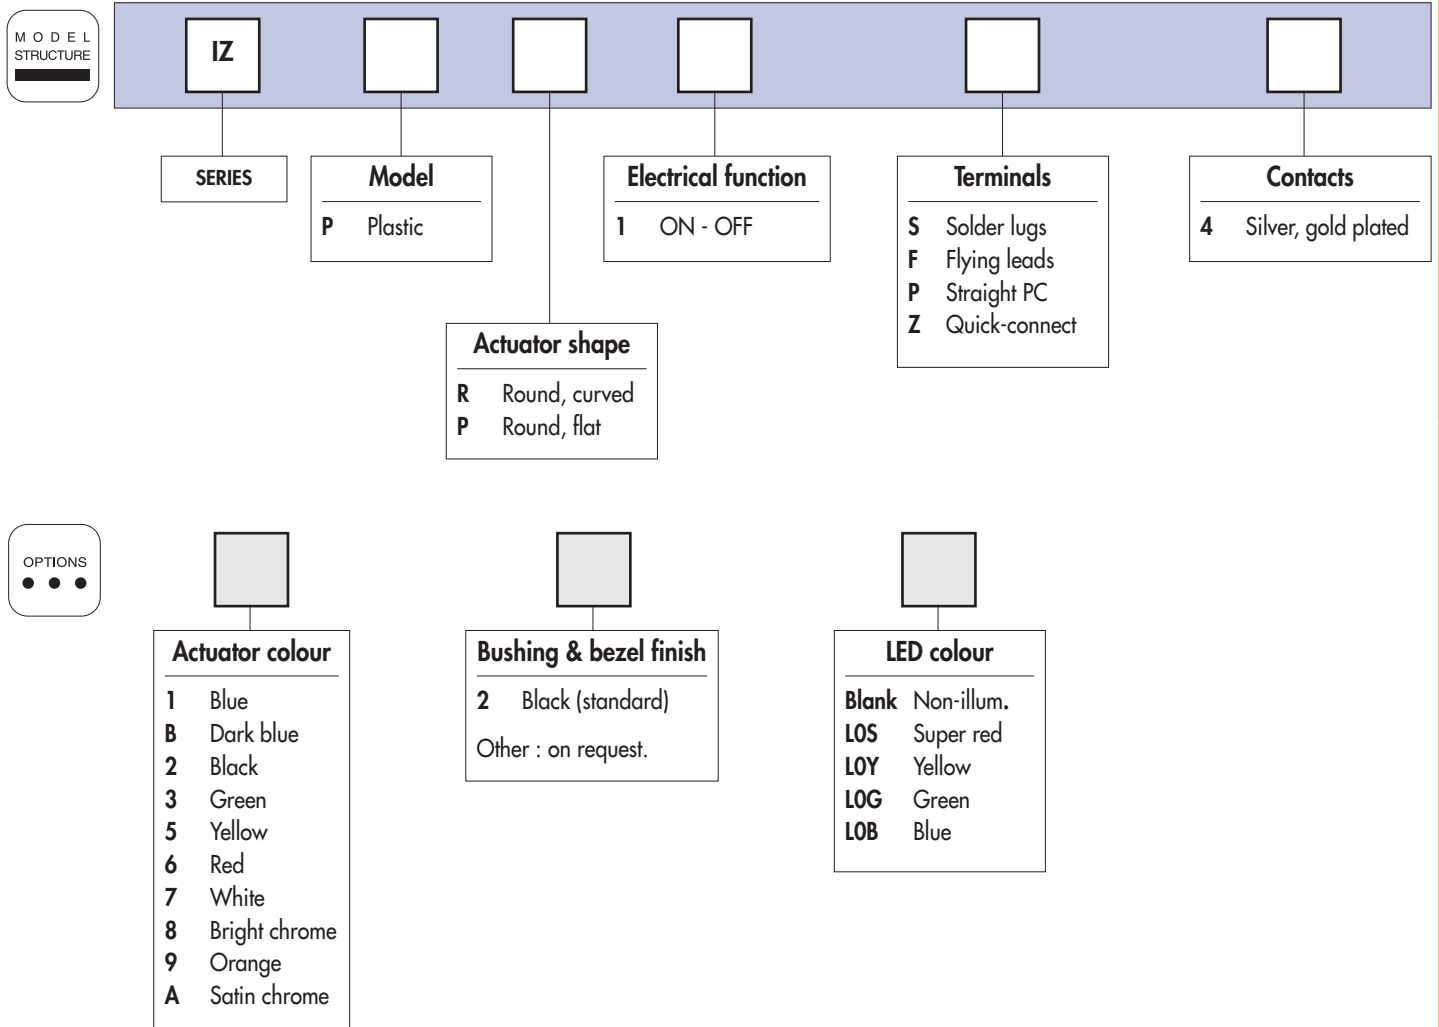 MODEL
STRUCTURE
IZ
SERIES
Model
P Plastic
Actuator shape
R Round, curved
P Round, flat
Electrical function
1 ON - OFF
Terminals
S Solder lugs
F Flying leads
P Straight PC
Z Quick-connect
Contacts
4 Silver, gold plated
OPTIONS
Actuator colour
1 Blue
B Dark blue
2 Black
3 Green
5 Yellow
6 Red
7 White
8 Bright chrome
9 Orange
A Satin chrome
Bushing & bezel finish
2 Black (standard)
Other : on request.
LED colour
Blank Non-illum.
L0S Super red
L0Y Yellow
L0G Green
L0B Blue